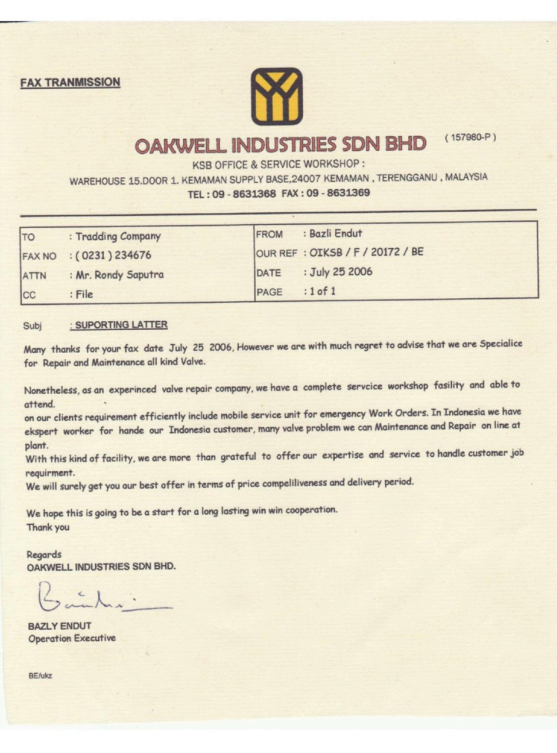 FAX TRANMISSION
OAKWELL INDUSTRIES SDN BHD (157980-P)
KSB OFFICE & SERVICE WORKSHOP :
WAREHOUSE 15.DOOR 1. KEMAMAN SUPPLY BASE,24007 KEMAMAN , TERENGGANU , MALAYSIA
TEL : 09 - 8631368 FAX : 09 - 8631369
TO : Tradding Company
FROM : Bazli Endut
FAX NO : ( 0231 ) 234676
OUR REF : OIKSB / F / 20172 / BE
ATTN : Mr. Rondy Saputra
DATE : July 25 2006
CC : File
PAGE : 1 of 1
Subj : SUPORTING LATTER
Many thanks for your fax date July 25 2006, However we are with much regret to advise that we are Specialice
for Repair and Maintenance all kind Valve.
Nonetheless, as an experinced valve repair company, we have a complete servcice workshop fasility and able to
attend.
on our clients requirement efficiently include mobile service unit for emergency Work Orders. In Indonesia we have
ekspert worker for hande our Indonesia customer, many valve problem we can Maintenance and Repair on line at
plant.
With this kind of facility, we are more than grateful to offer our expertise and service to handle customer job
requirment.
We will surely get you our best offer in terms of price compeliliveness and delivery period.
We hope this is going to be a start for a long lasting win win cooperation.
Thank you
Regards
OAKWELL INDUSTRIES SDN BHD.
BAZLY ENDUT
Operation Executive
BE/ukz